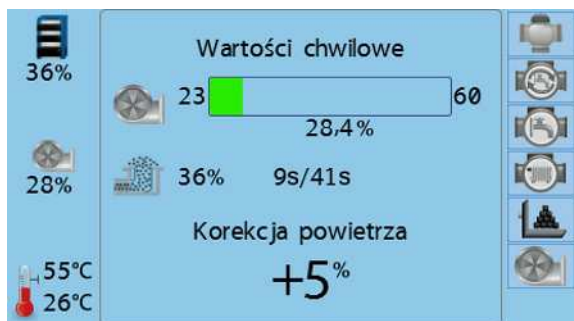 36%
28%
55°C
26°C
Wartości chwilowe
23 60
28,4%
36% 9s/41s
Korekcja powietrza
+5%